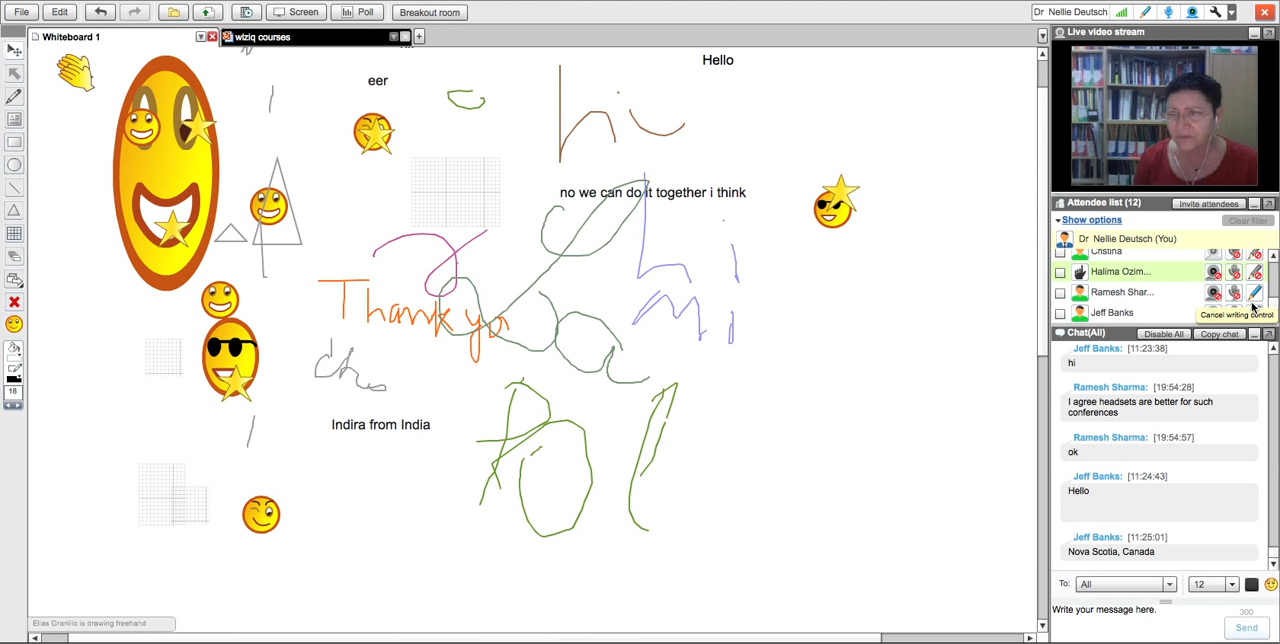 File Edit Screen Poll Breakout room Dr Nellie Deutsch
Whiteboard 1 wiziq courses
Live video stream
Hello
eer
hi
no we can do it together i think
hi
Mi
Thank yo
Indira from India
18
Attendee list (12) Invite attendees
Show options Clear filter
Dr Nellie Deutsch (You)
Cristina
Halima Ozim...
Ramesh Shar...
Jeff Banks
Cancel writing control
Chat(All) Disable All Copy chat
Jeff Banks: [11:23:38]
hi
Ramesh Sharma: [19:54:28]
I agree headsets are better for such
conferences
Ramesh Sharma: [19:54:57]
ok
Jeff Banks: [11:24:43]
Hello
Jeff Banks: [11:25:01]
Nova Scotia, Canada
To: All 12
Write your message here.
300
Send
Elias Granillo is drawing freehand